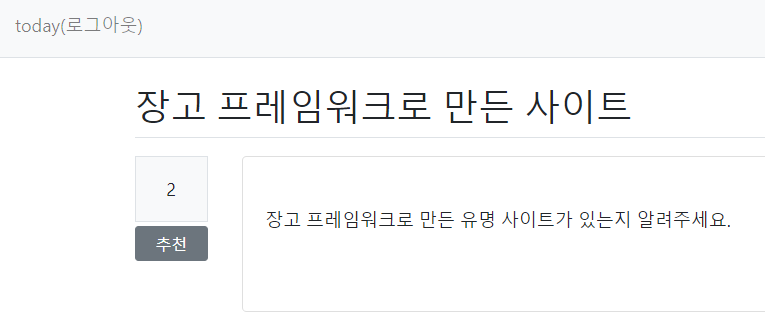 today(로그아웃)
장고 프레임워크로 만든 사이트
2
장고 프레임워크로 만든 유명 사이트가 있는지 알려주세요.
추천